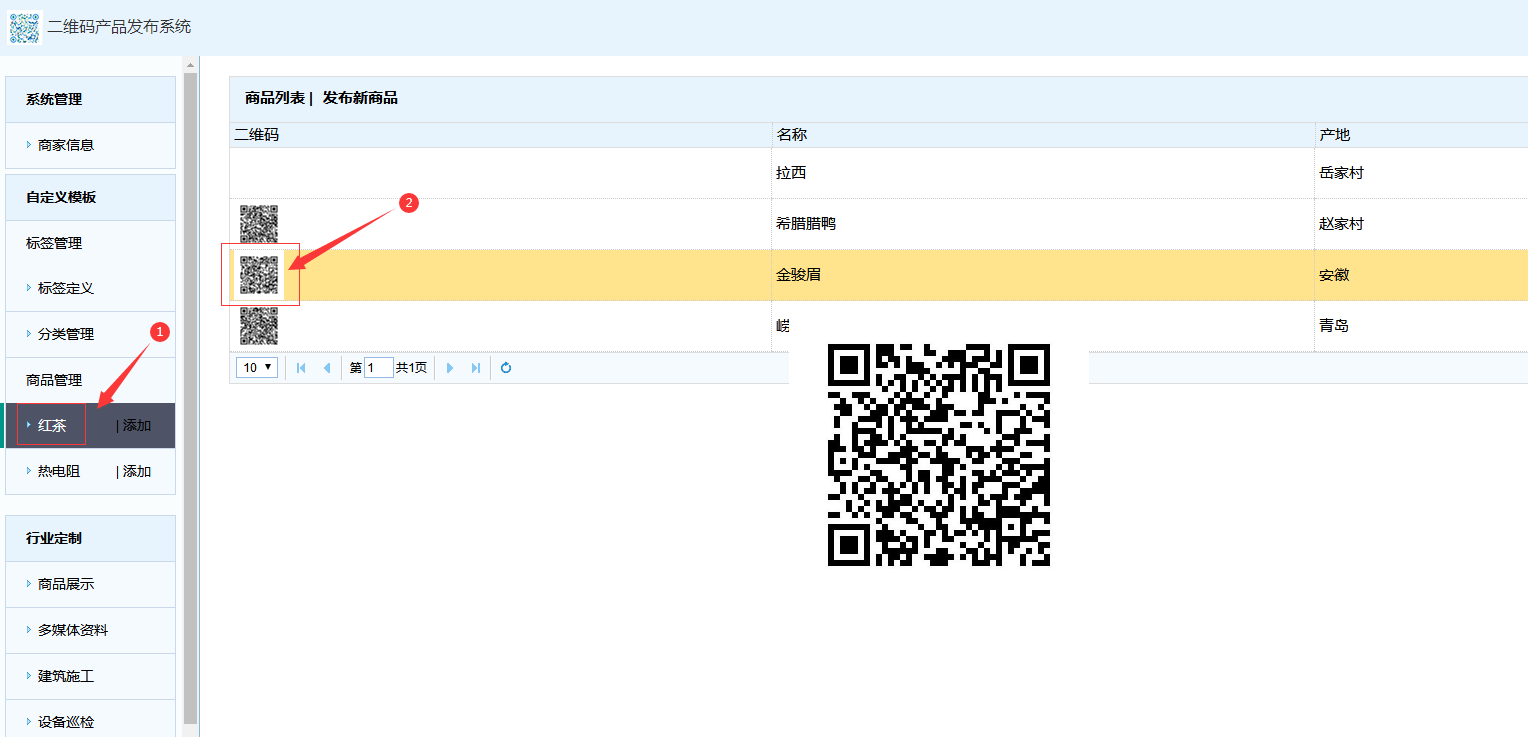 二维码产品发布系统
系统管理
商家信息
自定义模板
标签管理
标签定义
分类管理
1
商品管理
红茶 | 添加
热电阻 | 添加
行业定制
商品展示
多媒体资料
建筑施工
设备巡检
商品列表 | 发布新商品
二维码 名称 产地
拉西 岳家村
2
希腊腊鸭 赵家村
金骏眉 安徽
崂 青岛
10 第 1 共1页